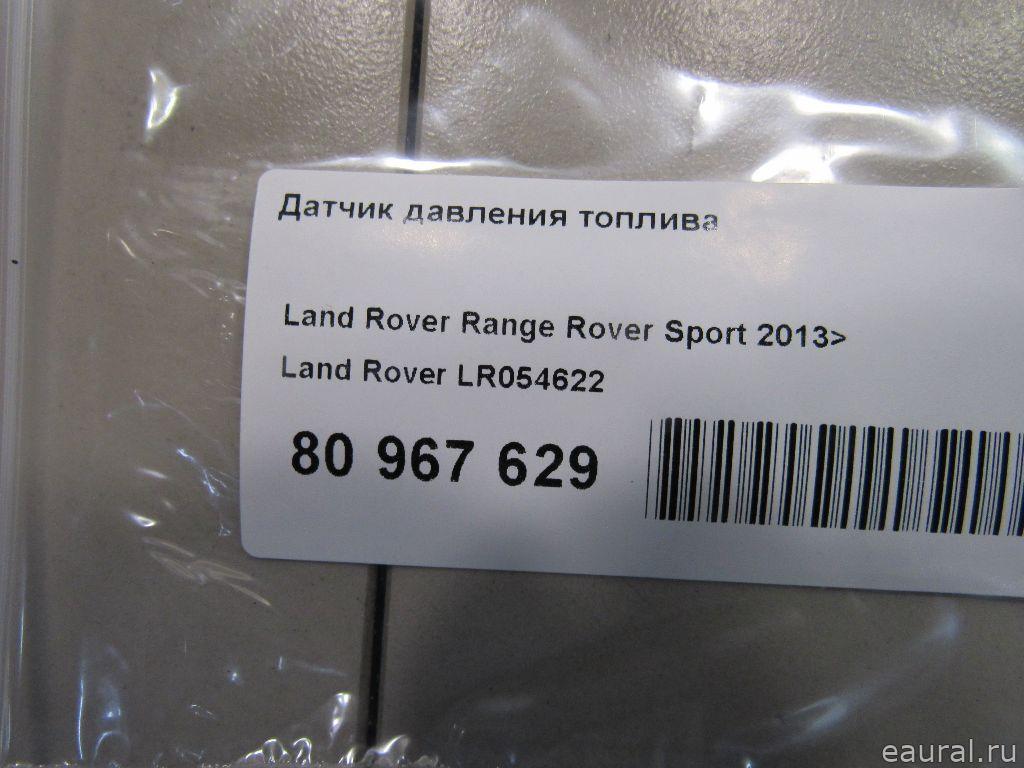 Датчик давления топлива
Land Rover Range Rover Sport 2013>
Land Rover LR054622
80 967 629
eaural.ru